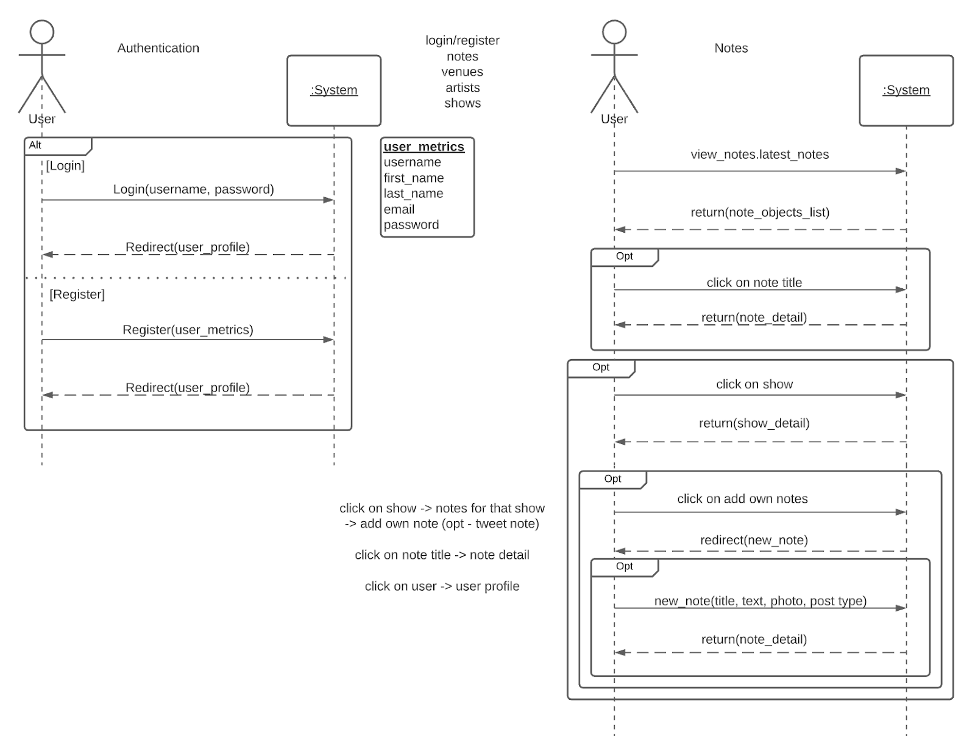 Authentication
:System
User
Alt
[Login]
Login(username, password)
Redirect(user_profile)
[Register]
Register(user_metrics)
Redirect(user_profile)
login/register
notes
venues
artists
shows
user_metrics
username
first_name
last_name
email
password
click on show -> notes for that show
-> add own note (opt - tweet note)
click on note title -> note detail
click on user -> user profile
Notes
:System
User
view_notes.latest_notes
return(note_objects_list)
Opt
click on note title
return(note_detail)
Opt
click on show
return(show_detail)
Opt
click on add own notes
redirect(new_note)
Opt
new_note(title, text, photo, post type)
return(note_detail)